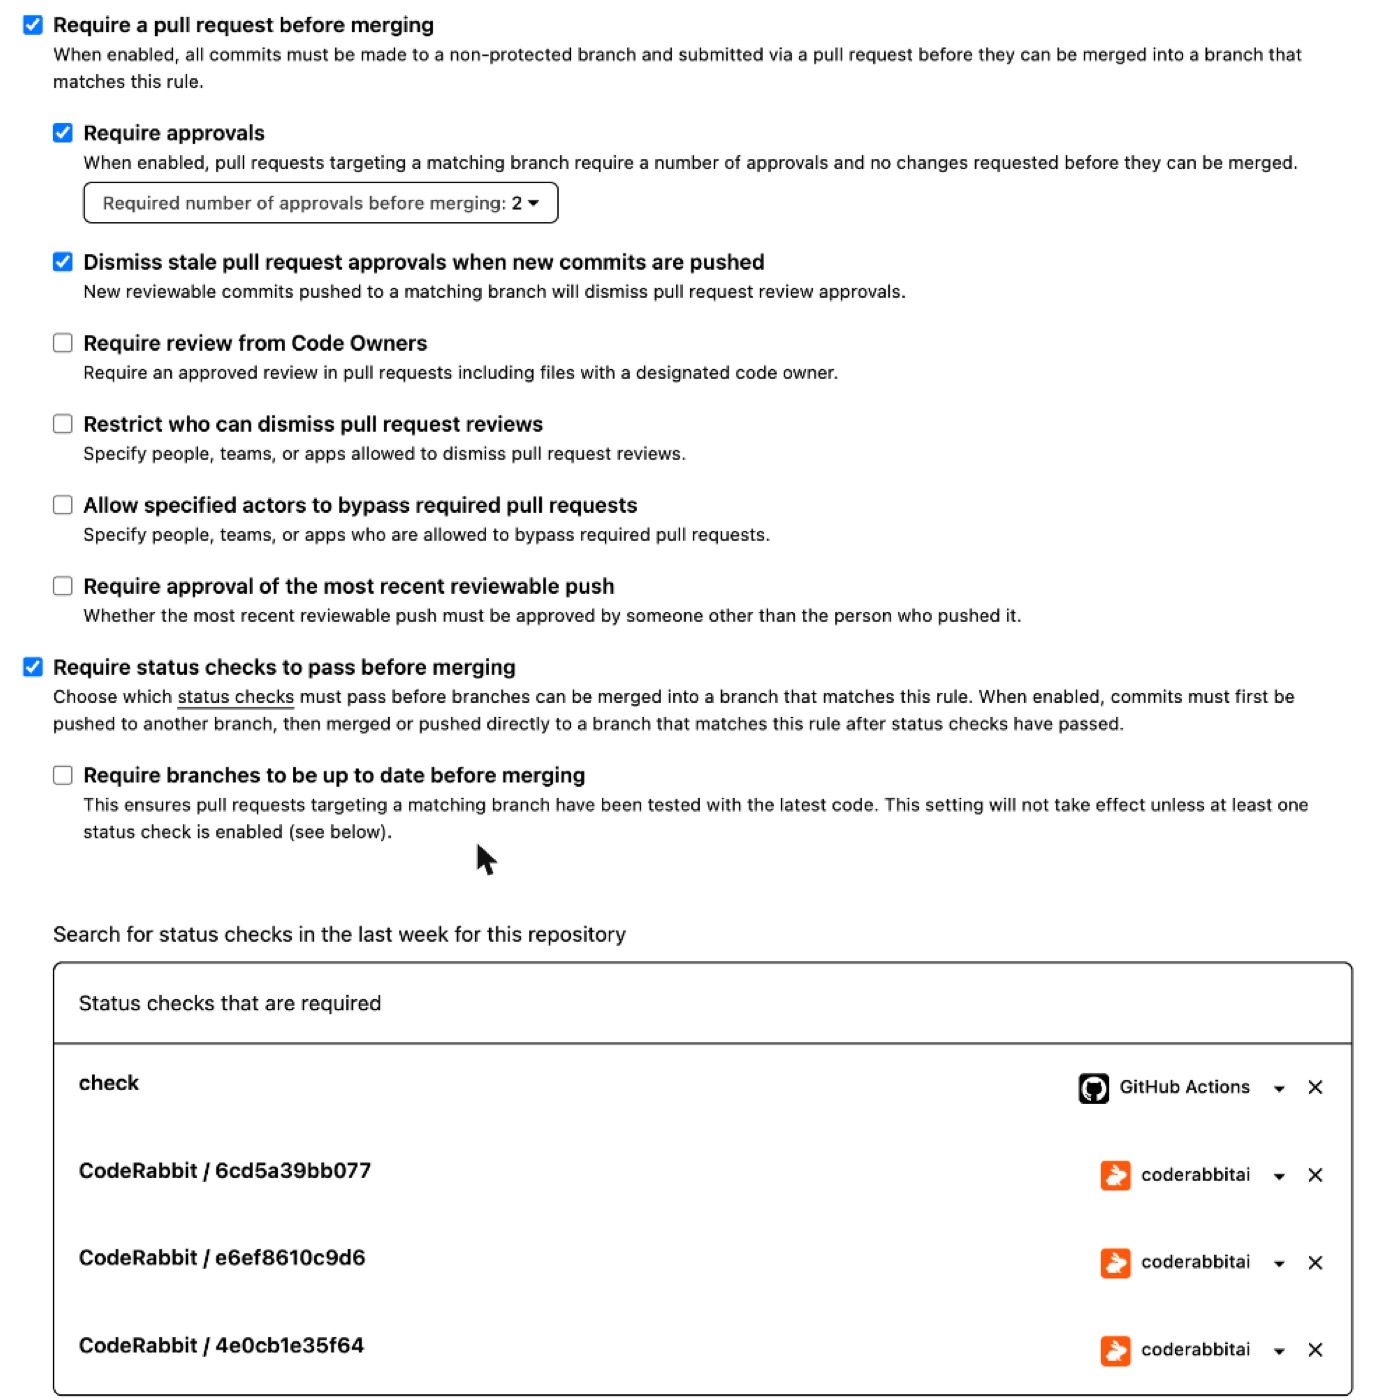 Require a pull request before merging
When enabled, all commits must be made to a non-protected branch and submitted via a pull request before they can be merged into a branch that
matches this rule.
Require approvals
When enabled, pull requests targeting a matching branch require a number of approvals and no changes requested before they can be merged.
Required number of approvals before merging: 2
Dismiss stale pull request approvals when new commits are pushed
New reviewable commits pushed to a matching branch will dismiss pull request review approvals.
Require review from Code Owners
Require an approved review in pull requests including files with a designated code owner.
Restrict who can dismiss pull request reviews
Specify people, teams, or apps allowed to dismiss pull request reviews.
Allow specified actors to bypass required pull requests
Specify people, teams, or apps who are allowed to bypass required pull requests.
Require approval of the most recent reviewable push
Whether the most recent reviewable push must be approved by someone other than the person who pushed it.
Require status checks to pass before merging
Choose which status checks must pass before branches can be merged into a branch that matches this rule. When enabled, commits must first be
pushed to another branch, then merged or pushed directly to a branch that matches this rule after status checks have passed.
Require branches to be up to date before merging
This ensures pull requests targeting a matching branch have been tested with the latest code. This setting will not take effect unless at least one
status check is enabled (see below).
Search for status checks in the last week for this repository
Status checks that are required
check GitHub Actions
CodeRabbit / 6cd5a39bb077 coderabbitai
CodeRabbit / e6ef8610c9d6 coderabbitai
CodeRabbit / 4e0cb1e35f64 coderabbitai